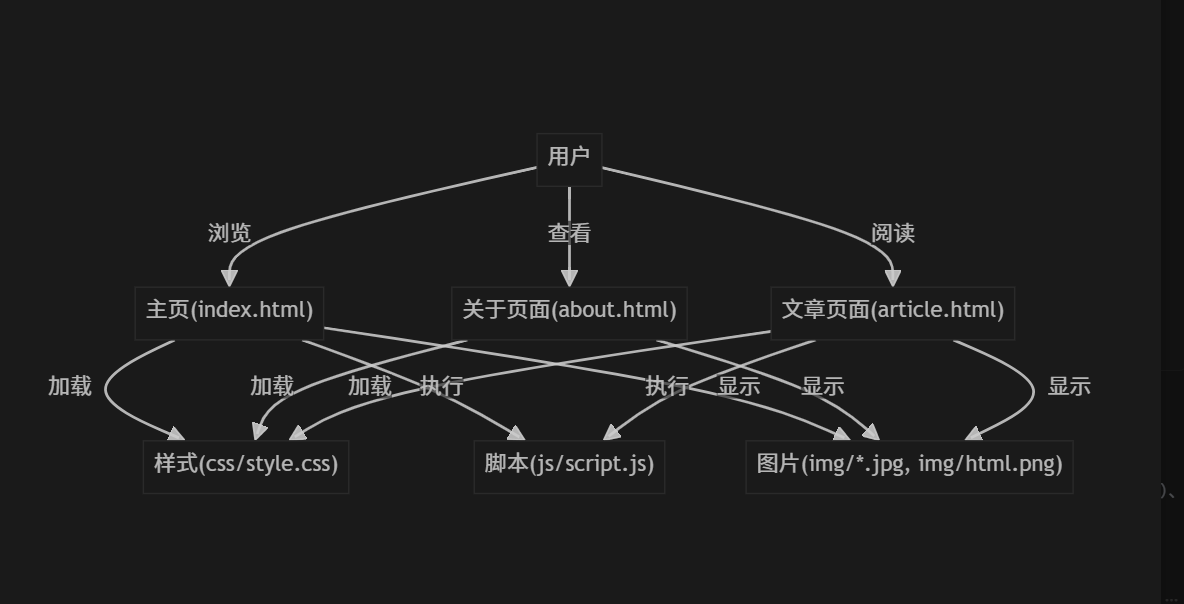 用户
浏览
查看
阅读
主页(index.html)
关于页面(about.html)
文章页面(article.html)
加载
加载
加载
执行
执行
显示
显示
显示
样式(css/style.css)
脚本(js/script.js)
图片(img/*.jpg, img/html.png)
)、
...